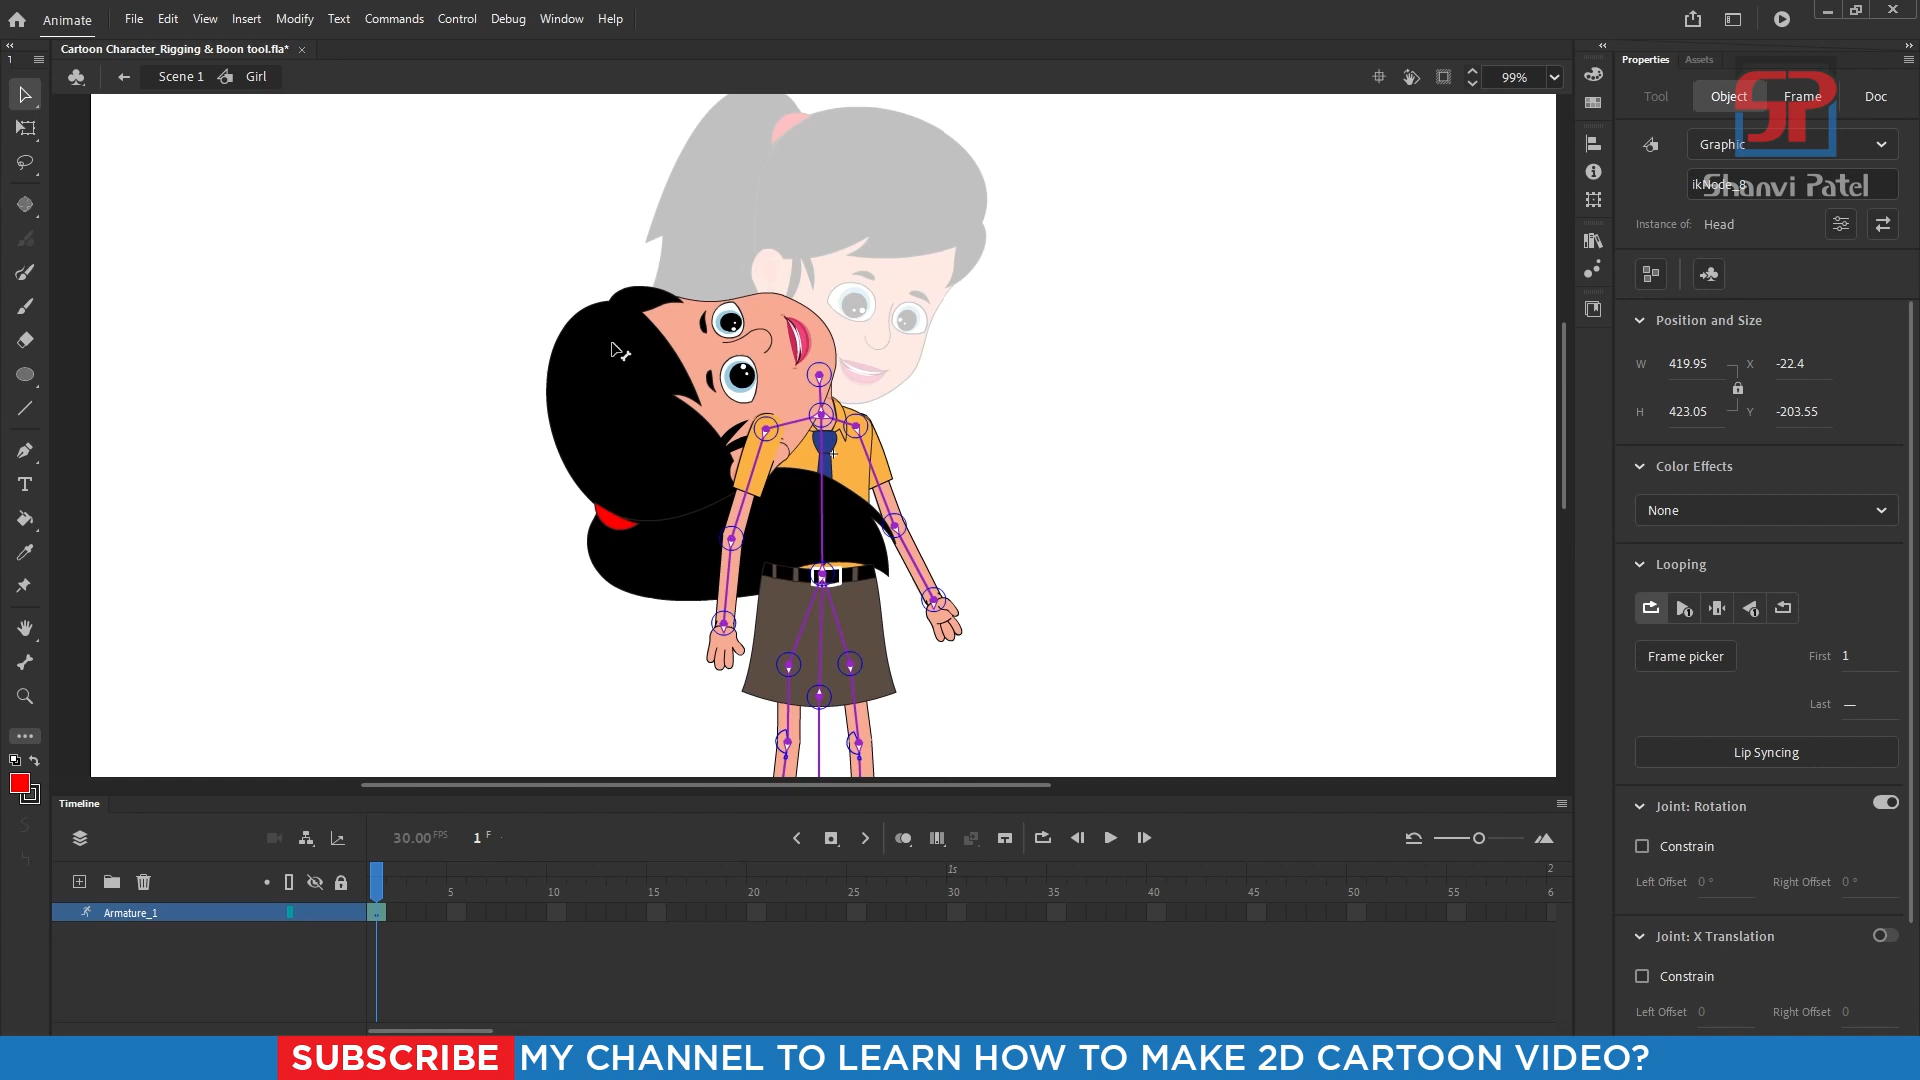 Animate
File Edit View Insert Modify Text Commands Control Debug Window Help
Cartoon Character_Rigging & Boon tool.fla*
Scene 1 Girl
99%
Properties Assets
Tool Object Frame Doc
Graphic
ikNode_8
Shanvi Patel
Instance of: Head
Position and Size
W 419.95 X -22.4
H 423.05 Y -203.55
Color Effects
None
Looping
Frame picker First 1
Last —
Lip Syncing
Joint: Rotation
Constrain
Left Offset 0 ° Right Offset 0 °
Joint: X Translation
Constrain
Left Offset 0 Right Offset 0
Timeline
30.00 FPS 1 F
1s 2
5 10 15 20 25 30 35 40 45 50 55 6
Armature_1
SUBSCRIBE MY CHANNEL TO LEARN HOW TO MAKE 2D CARTOON VIDEO?